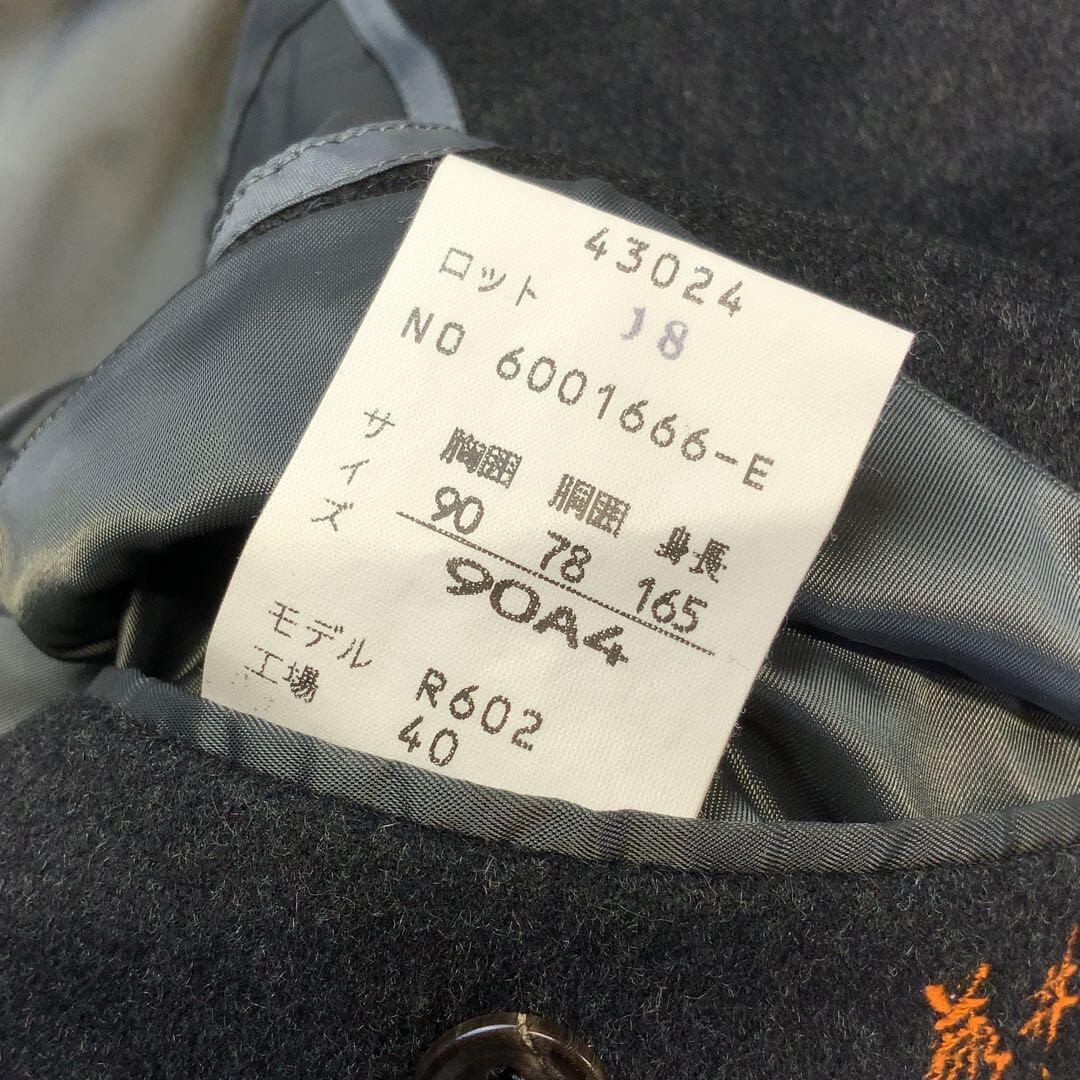 43024
ロット 18
NO 6001666-E
サイズ 胸囲 胴囲 身長
90 78 165
90A4
モデル R602
工場 40